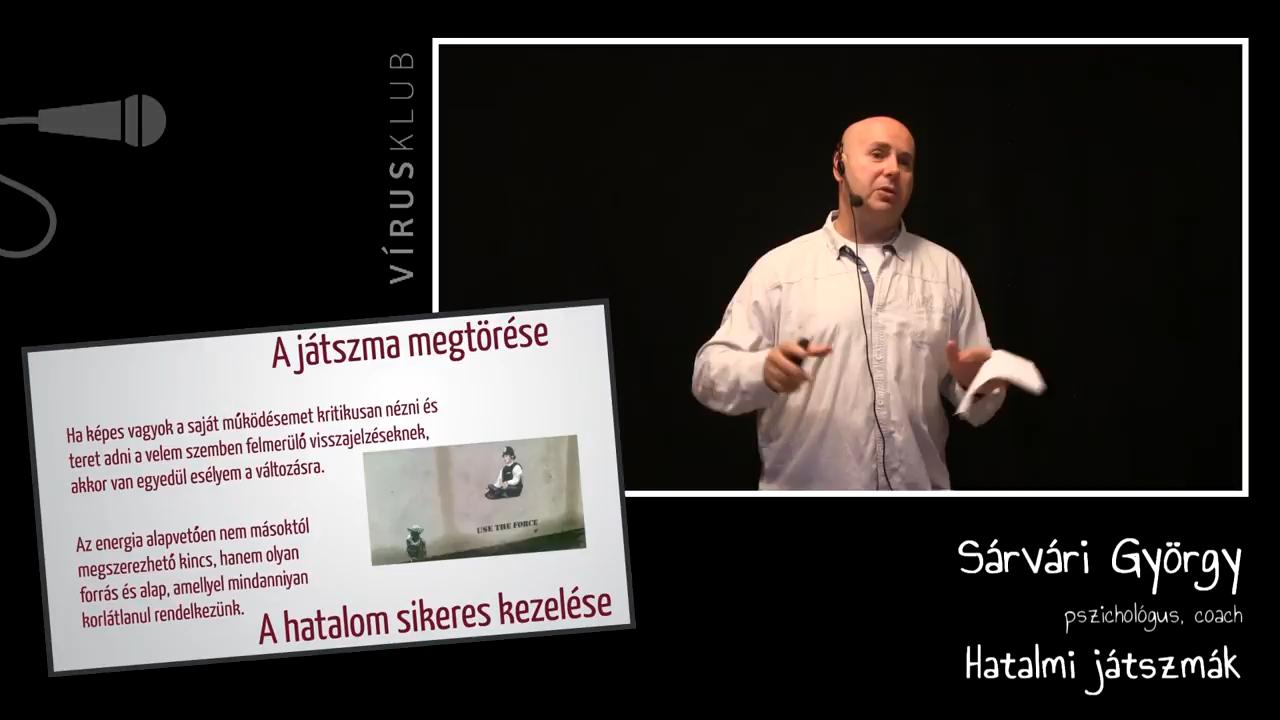 VÍRUSKLUB
A játszma megtörése
Ha képes vagyok a saját működésemet kritikusan nézni és
teret adni a velem szemben felmerülő visszajelzéseknek,
akkor van egyedül esélyem a változásra.
USE THE FORCE
Az energia alapvetően nem másoktól
megszerezhető kincs, hanem olyan
forrás és alap, amellyel mindanniyan
korlátlanul rendelkezünk.
A hatalom sikeres kezelése
Sárvári György
pszichológus, coach
Hatalmi játszmák